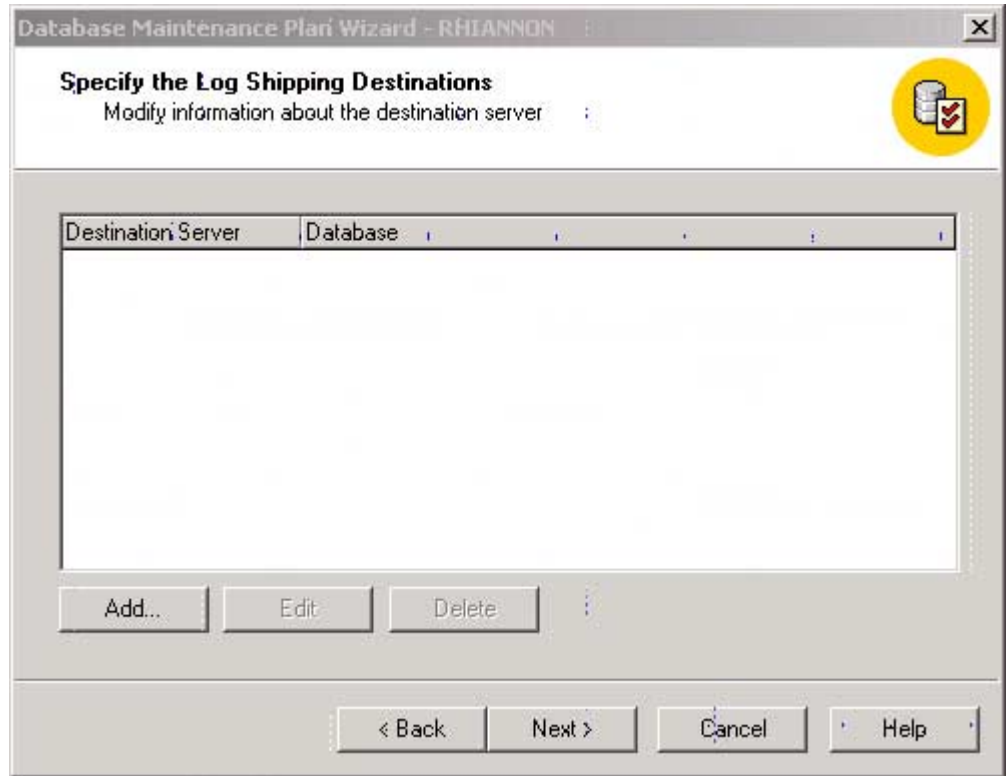 Database Maintenance Plan Wizard - RHIANNON
Specify the Log Shipping Destinations
Modify information about the destination server
Destination Server Database
Add... Edit Delete
< Back Next > Cancel Help